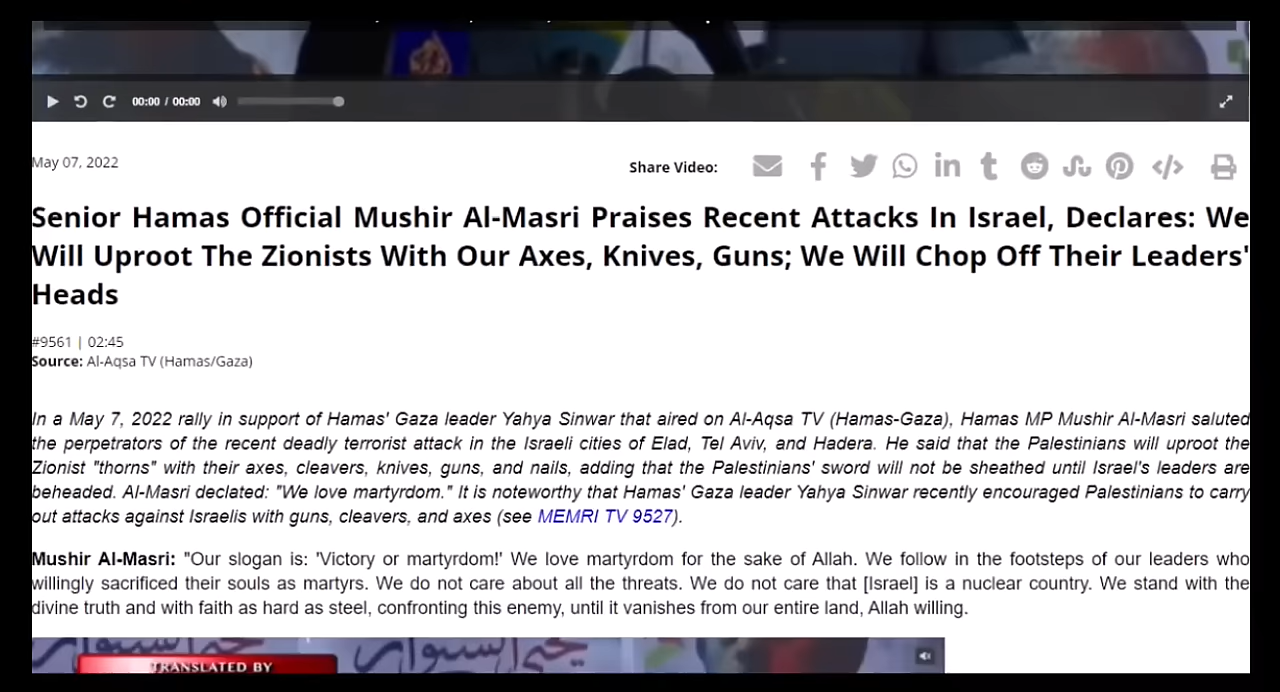 00:00 / 00:00
May 07, 2022
Share Video:
Senior Hamas Official Mushir Al-Masri Praises Recent Attacks In Israel, Declares: We
Will Uproot The Zionists With Our Axes, Knives, Guns; We Will Chop Off Their Leaders'
Heads
#9561 | 02:45
Source: Al-Aqsa TV (Hamas/Gaza)
In a May 7, 2022 rally in support of Hamas' Gaza leader Yahya Sinwar that aired on Al-Aqsa TV (Hamas-Gaza), Hamas MP Mushir Al-Masri saluted
the perpetrators of the recent deadly terrorist attack in the Israeli cities of Elad, Tel Aviv, and Hadera. He said that the Palestinians will uproot the
Zionist "thorns" with their axes, cleavers, knives, guns, and nails, adding that the Palestinians' sword will not be sheathed until Israel's leaders are
beheaded. Al-Masri declated: "We love martyrdom." It is noteworthy that Hamas' Gaza leader Yahya Sinwar recently encouraged Palestinians to carry
out attacks against Israelis with guns, cleavers, and axes (see MEMRI TV 9527).
Mushir Al-Masri: "Our slogan is: 'Victory or martyrdom!' We love martyrdom for the sake of Allah. We follow in the footsteps of our leaders who
willingly sacrificed their souls as martyrs. We do not care about all the threats. We do not care that [Israel] is a nuclear country. We stand with the
divine truth and with faith as hard as steel, confronting this enemy, until it vanishes from our entire land, Allah willing.
TRANSLATED BY